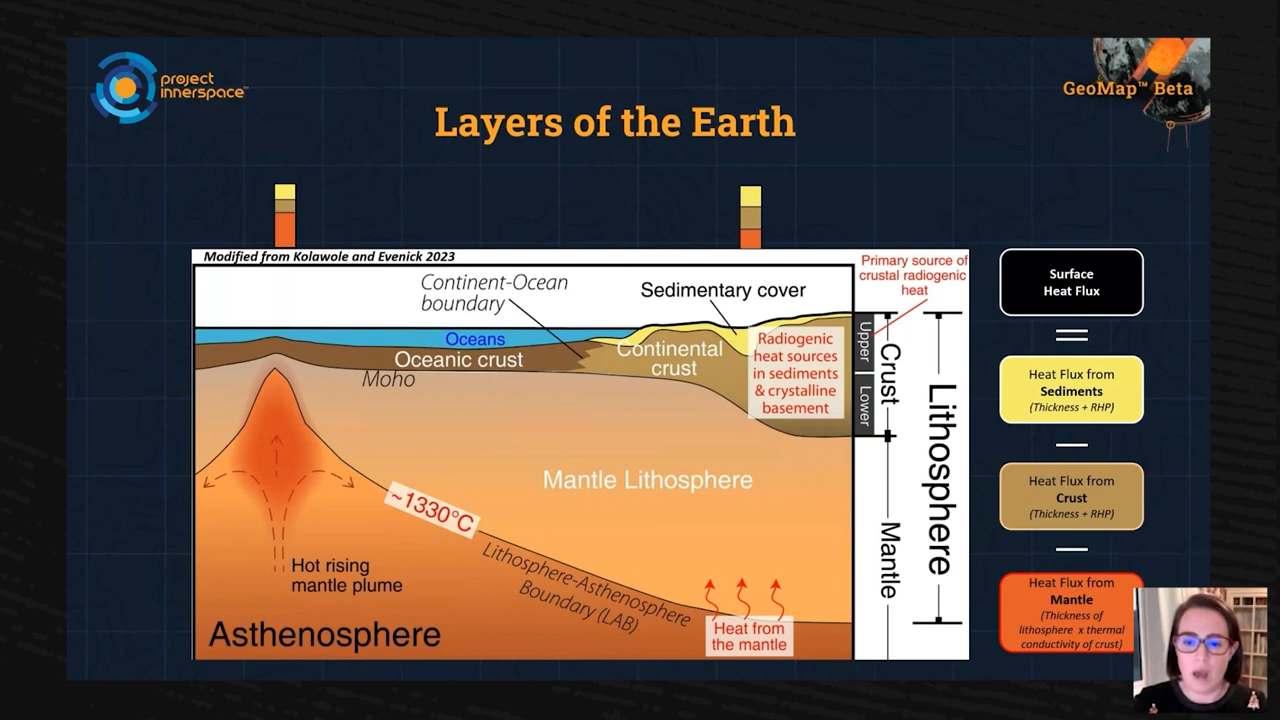 project
innerspace™
GeoMap™ Beta
Layers of the Earth
Modified from Kolawole and Evenick 2023
Continent-Ocean
boundary
Sedimentary cover
Primary source of
crustal radiogenic
heat
Oceans
Oceanic crust
Moho
Continental
crust
Radiogenic
heat sources
in sediments
& crystalline
basement
Upper
Lower
Crust
Mantle
Lithosphere
Mantle Lithosphere
~1330°C
Lithosphere-Asthenosphere
Boundary (LAB)
Hot rising
mantle plume
Asthenosphere
Heat from
the mantle
Surface
Heat Flux
Heat Flux from
Sediments
(Thickness + RHP)
Heat Flux from
Crust
(Thickness + RHP)
Heat Flux from
Mantle
(Thickness of
lithosphere x thermal
conductivity of crust)